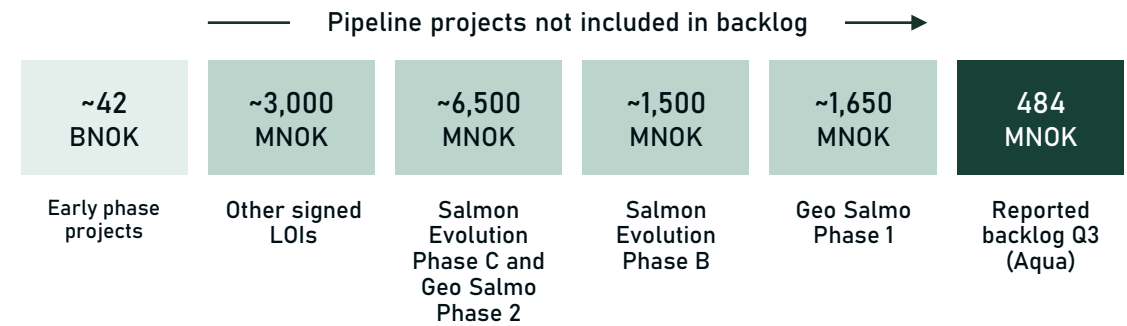 Pipeline projects not included in backlog
~42
BNOK
~3,000
MNOK
~6,500
MNOK
~1,500
MNOK
~1,650
MNOK
484
MNOK
Early phase
projects
Other signed
LOIs
Salmon
Evolution
Phase C and
Geo Salmo
Phase 2
Salmon
Evolution
Phase B
Geo Salmo
Phase 1
Reported
backlog Q3
(Aqua)